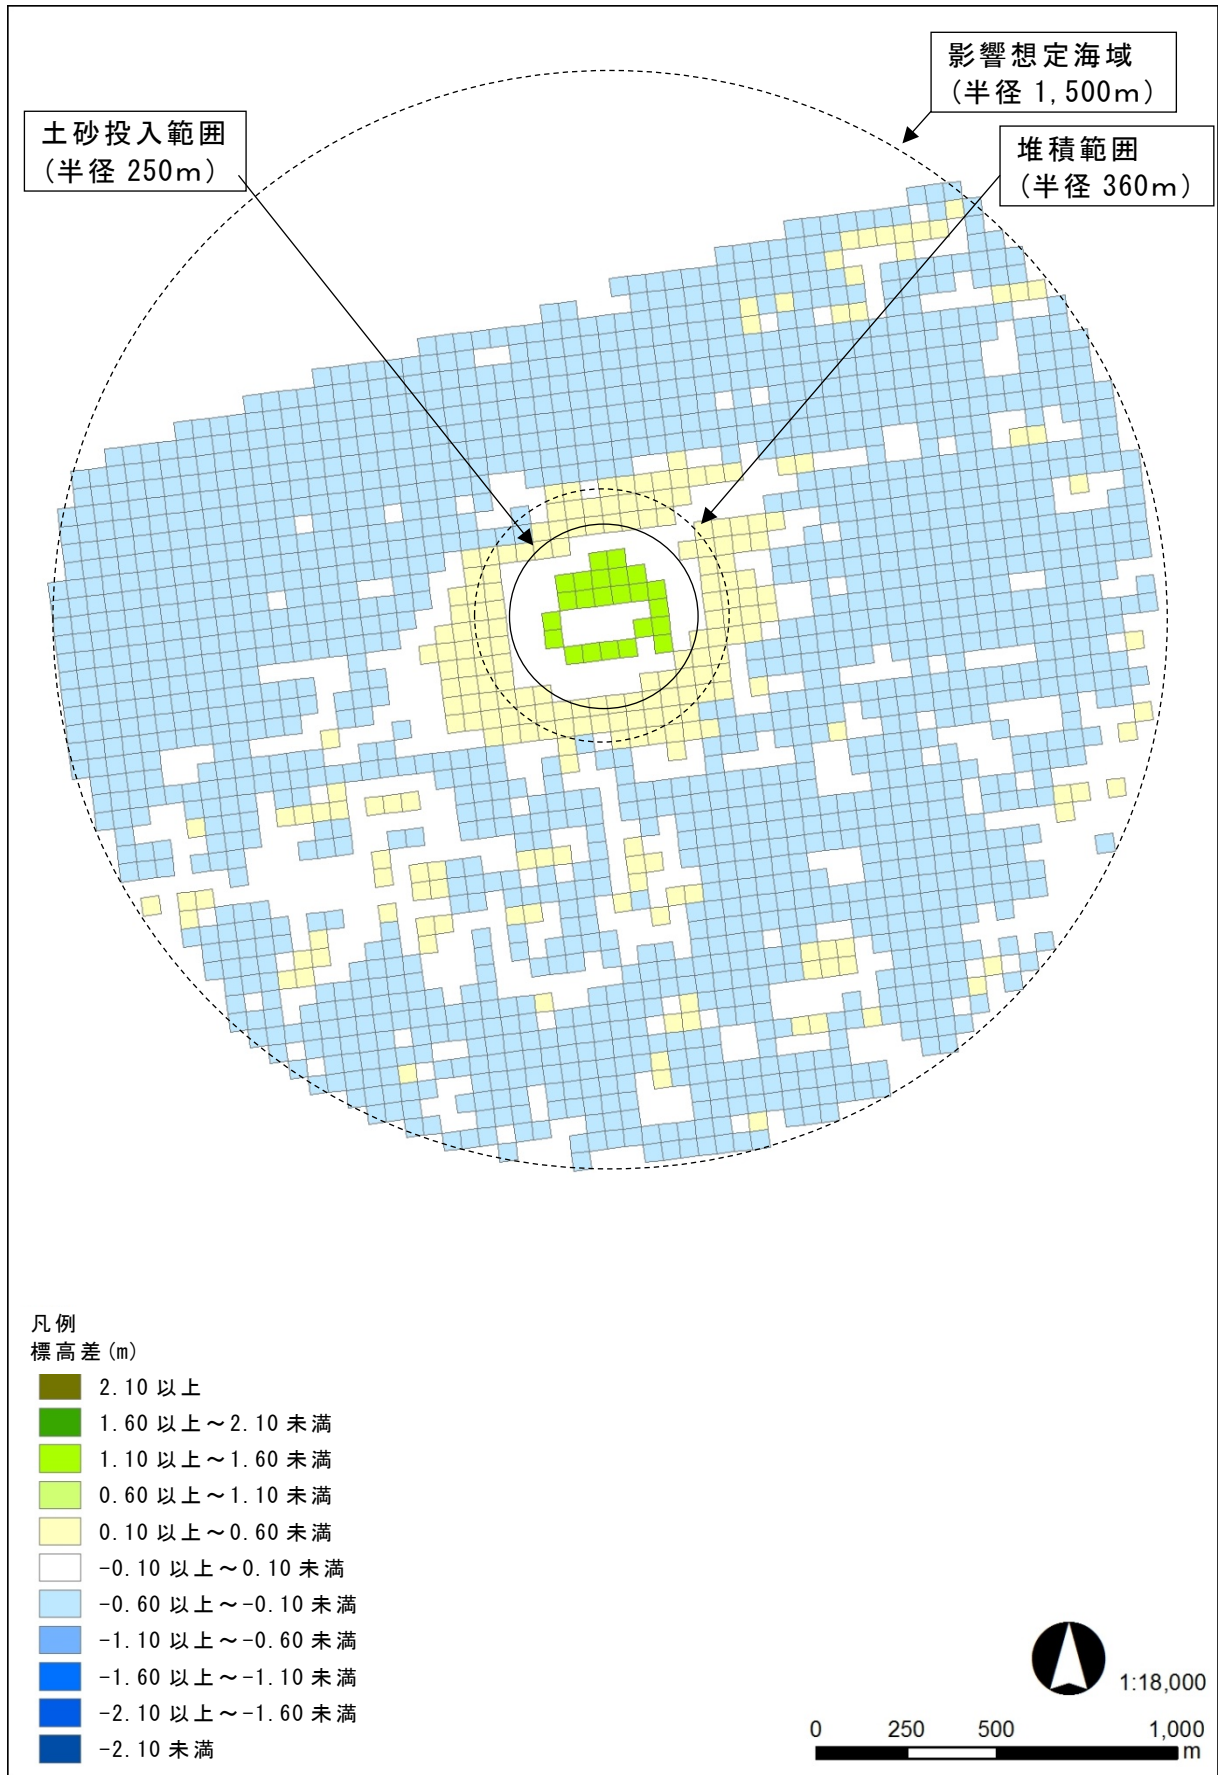 影響想定海域
(半径 1,500m)
土砂投入範囲
(半径 250m)
堆積範囲
(半径 360m)
凡例
標高差(m)
2.10 以上
1.60 以上～2.10 未満
1.10 以上～1.60 未満
0.60 以上～1.10 未満
0.10 以上～0.60 未満
-0.10 以上～0.10 未満
-0.60 以上～-0.10 未満
-1.10 以上～-0.60 未満
-1.60 以上～-1.10 未満
-2.10 以上～-1.60 未満
-2.10 未満
1:18,000
0 250 500 1,000
m